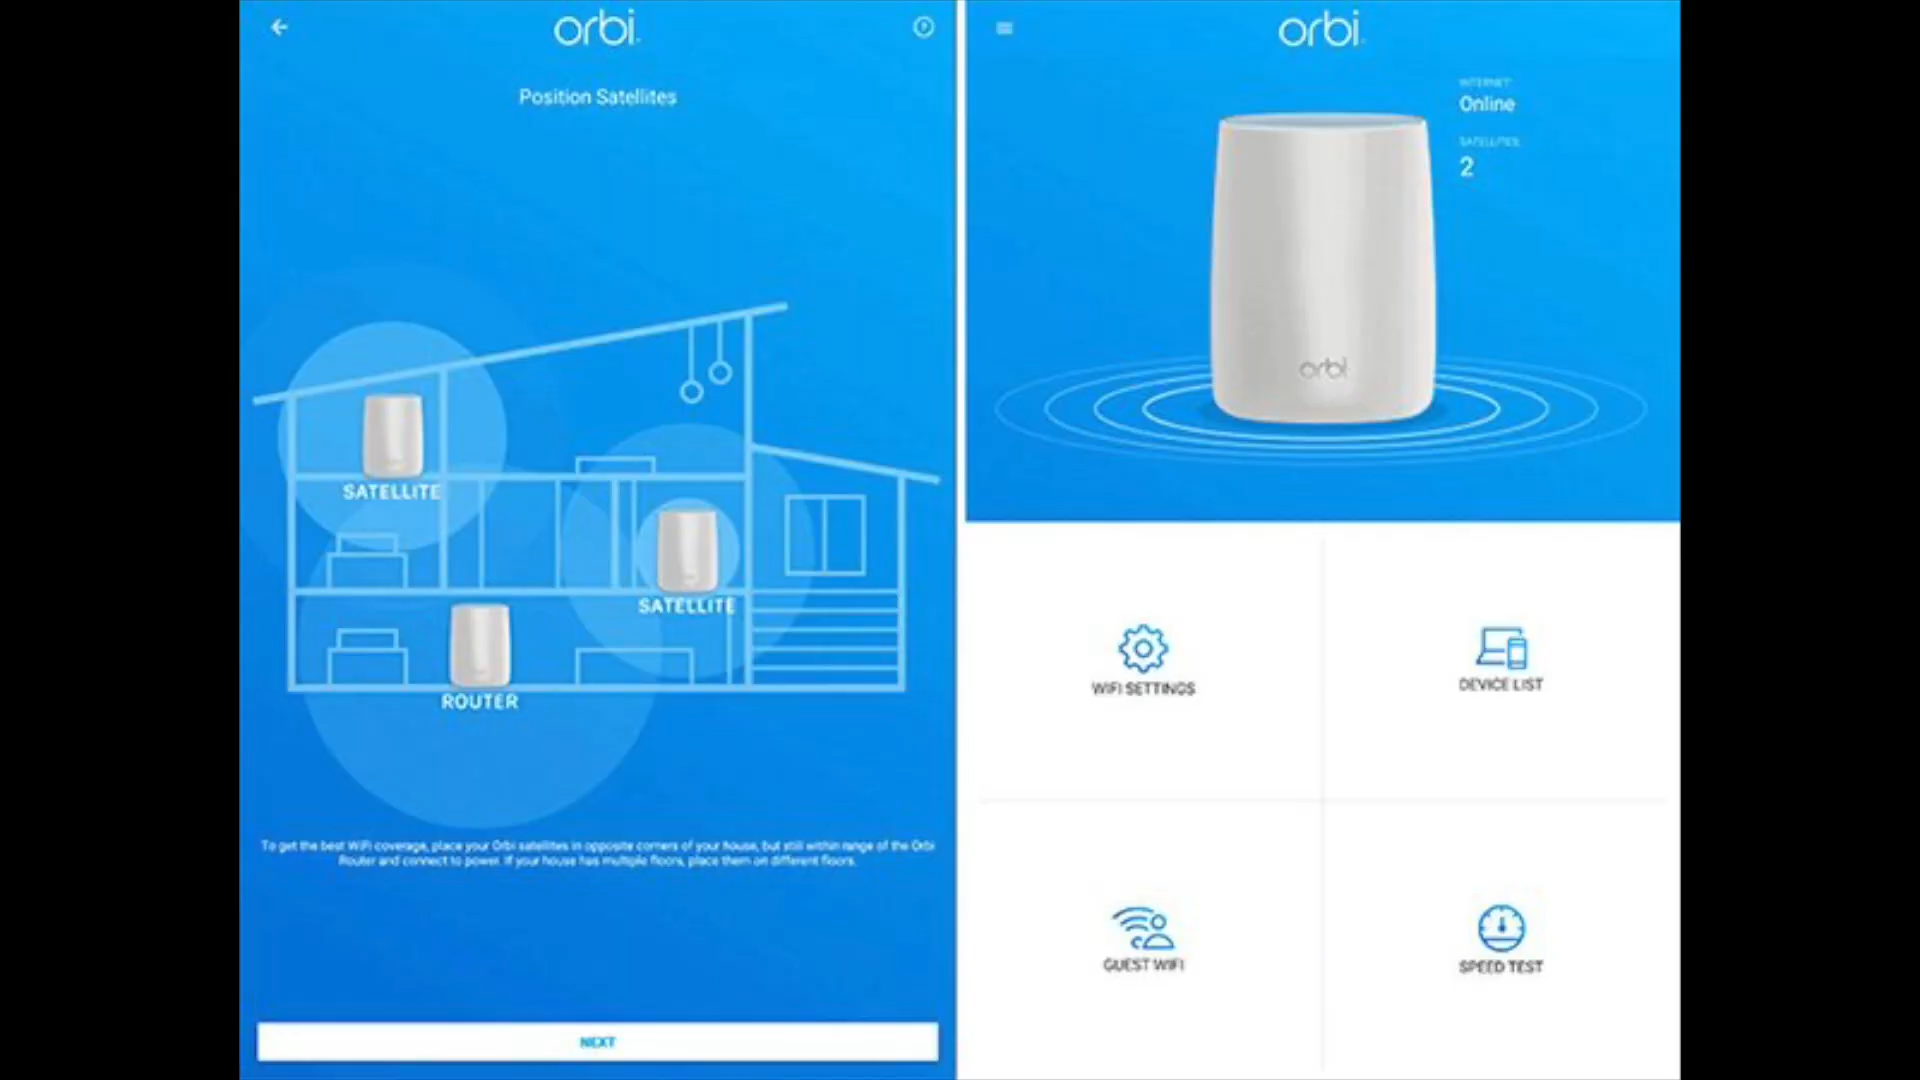 orbi
Position Satellites
SATELLITE
SATELLITE
ROUTER
To get the best WiFi coverage, place your Orbi satellites in opposite corners of your house, but still within range of the Orbi
Router and connect to power. If your house has multiple floors, place them on different floors.
NEXT
orbi
INTERNET
Online
SATELLITES
2
orbi
WIFI SETTINGS
DEVICE LIST
GUEST WIFI
SPEED TEST